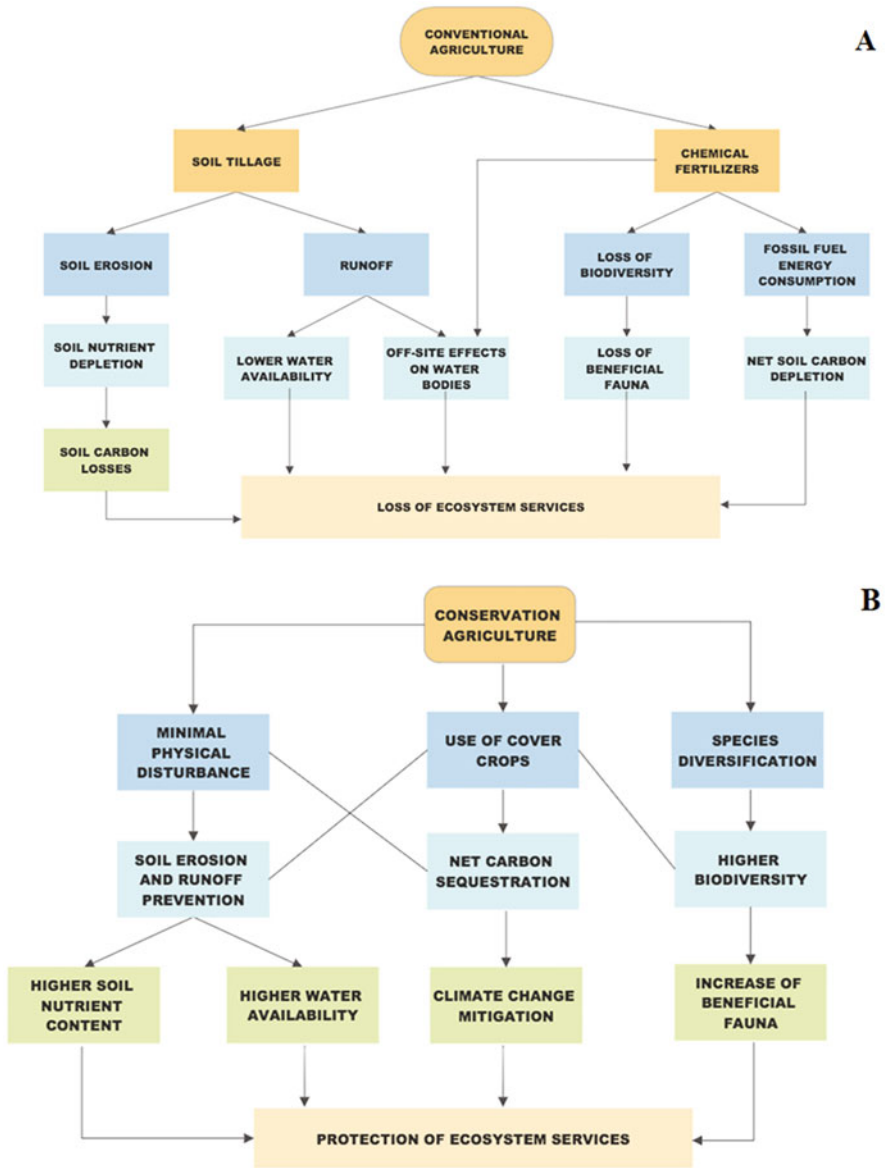 CONVENTIONAL
AGRICULTURE
A
SOIL TILLAGE
CHEMICAL
FERTILIZERS
SOIL EROSION
RUNOFF
LOSS OF
BIODIVERSITY
FOSSIL FUEL
ENERGY
CONSUMPTION
SOIL NUTRIENT
DEPLETION
LOWER WATER
AVAILABILITY
OFF-SITE EFFECTS
ON WATER
BODIES
LOSS OF
BENEFICIAL
FAUNA
NET SOIL CARBON
DEPLETION
SOIL CARBON
LOSSES
LOSS OF ECOSYSTEM SERVICES
B
CONSERVATION
AGRICULTURE
MINIMAL
PHYSICAL
DISTURBANCE
USE OF COVER
CROPS
SPECIES
DIVERSIFICATION
SOIL EROSION
AND RUNOFF
PREVENTION
NET CARBON
SEQUESTRATION
HIGHER
BIODIVERSITY
HIGHER SOIL
NUTRIENT
CONTENT
HIGHER WATER
AVAILABILITY
CLIMATE CHANGE
MITIGATION
INCREASE OF
BENEFICIAL
FAUNA
PROTECTION OF ECOSYSTEM SERVICES